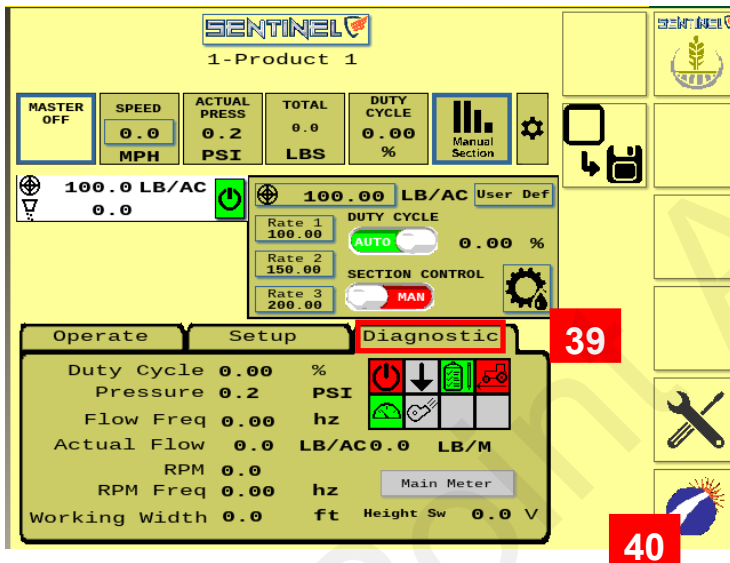 SENTINEL
1-Product 1
MASTER OFF
SPEED
0.0
MPH
ACTUAL PRESS
0.2
PSI
TOTAL
0.0
LBS
DUTY CYCLE
0.00
%
Manual Section
100.0 LB/AC
0.0
100.00 LB/AC User Def
Rate 1
100.00
DUTY CYCLE
AUTO 0.00 %
Rate 2
150.00
SECTION CONTROL
MAN
Rate 3
200.00
Operate Setup Diagnostic
39
Duty Cycle 0.00 %
Pressure 0.2 PSI
Flow Freq 0.00 hz
Actual Flow 0.0 LB/AC 0.0 LB/M
RPM 0.0
RPM Freq 0.00 hz
Main Meter
Working Width 0.0 ft Height Sw 0.0 V
40
SENTINEL